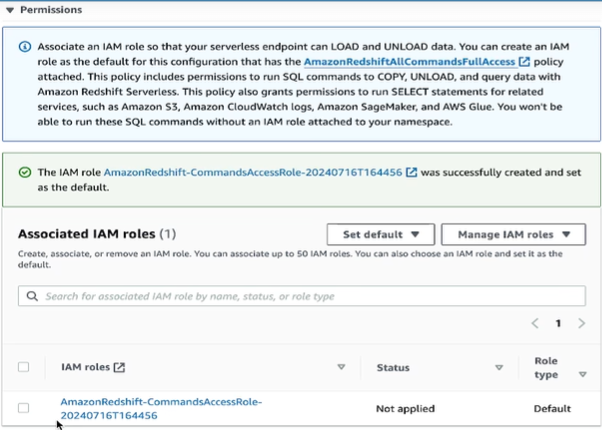 Permissions
Associate an IAM role so that your serverless endpoint can LOAD and UNLOAD data. You can create an IAM
role as the default for this configuration that has the AmazonRedshiftAllCommandsFullAccess policy
attached. This policy includes permissions to run SQL commands to COPY, UNLOAD, and query data with
Amazon Redshift Serverless. This policy also grants permissions to run SELECT statements for related
services, such as Amazon S3, Amazon CloudWatch logs, Amazon SageMaker, and AWS Glue. You won't be
able to run these SQL commands without an IAM role attached to your namespace.
The IAM role AmazonRedshift-CommandsAccessRole-20240716T164456 was successfully created and set
as the default.
Associated IAM roles (1)
Set default
Manage IAM roles
Create, associate, or remove an IAM role. You can associate up to 50 IAM roles. You can also choose an IAM role and set it as the
default.
Search for associated IAM role by name, status, or role type
1
IAM roles
Status
Role
type
AmazonRedshift-CommandsAccessRole-
20240716T164456
Not applied
Default